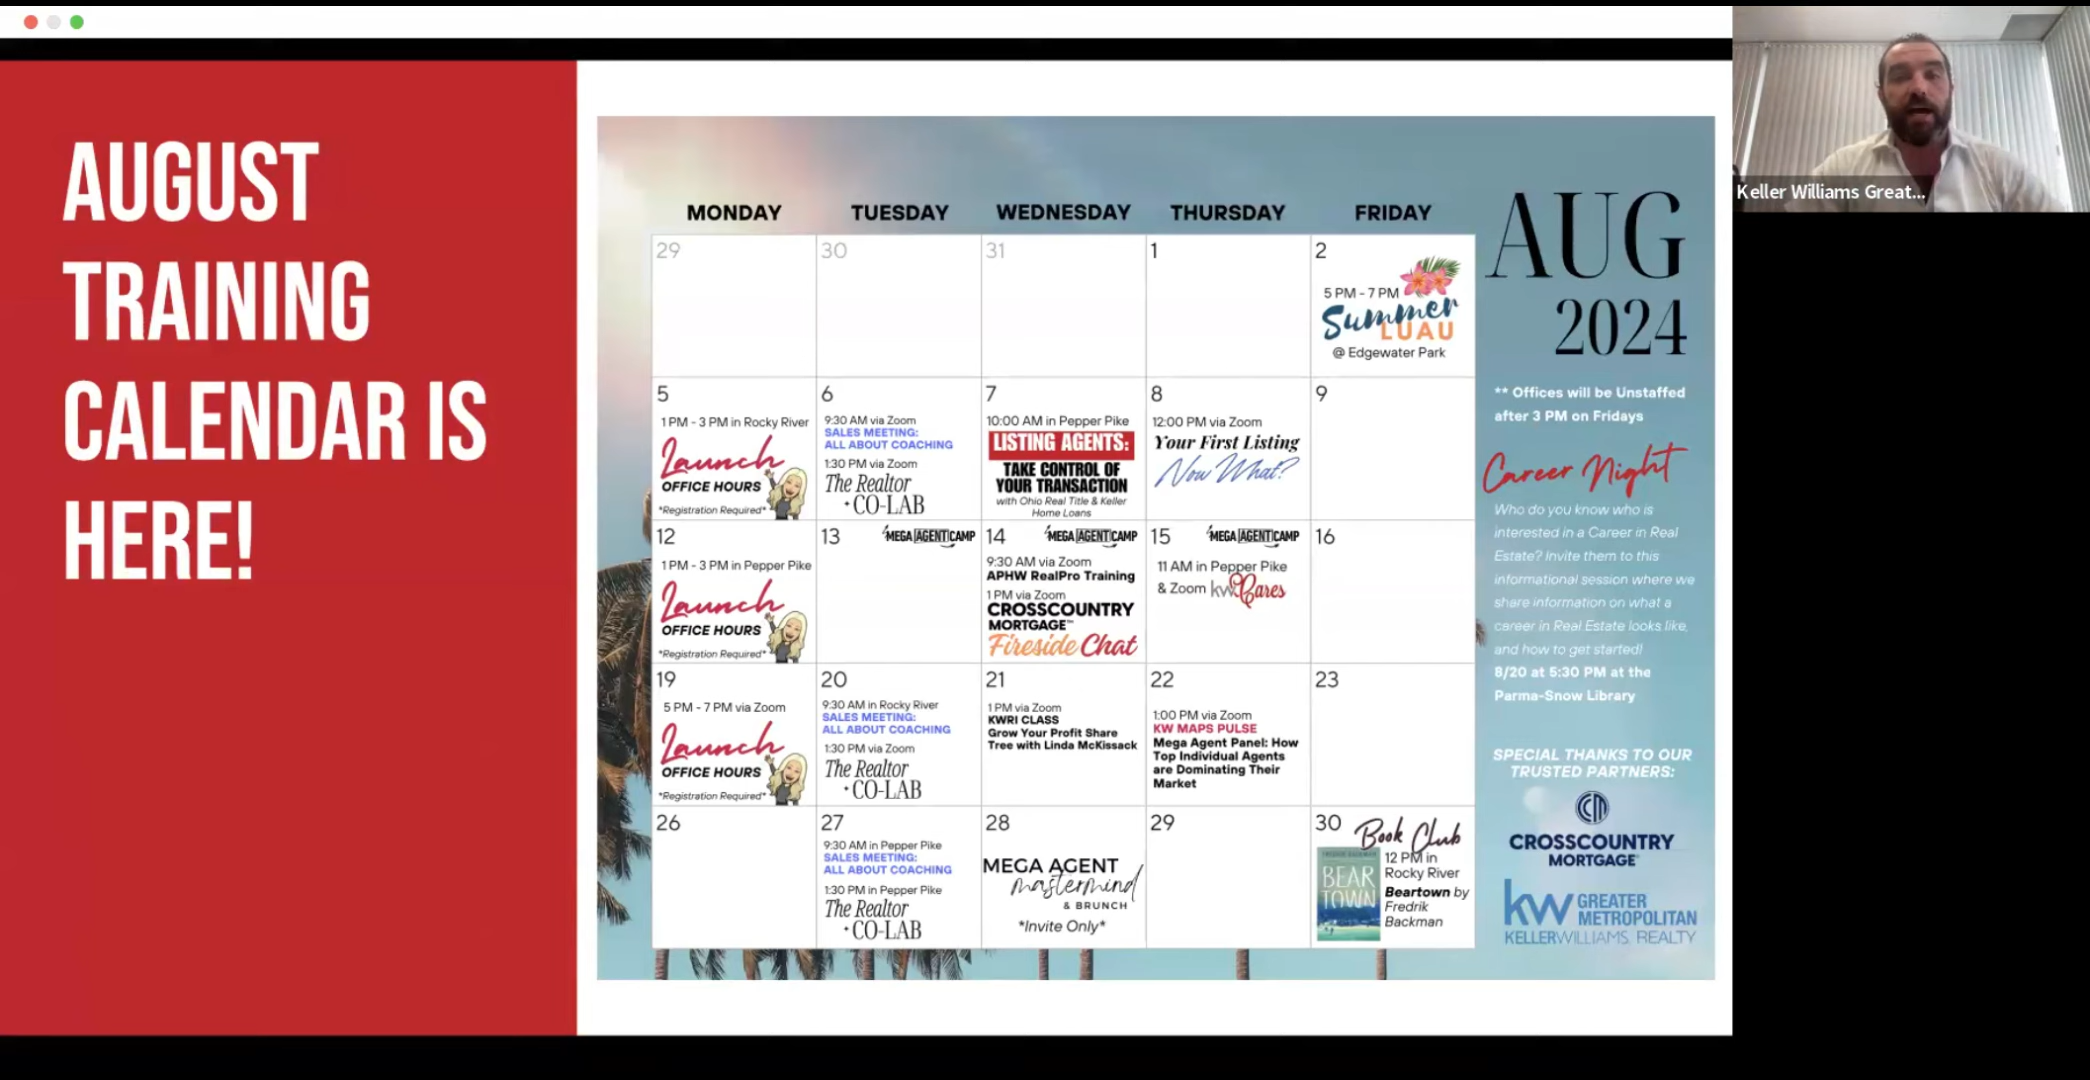 AUGUST
TRAINING
CALENDAR IS
HERE!
MONDAY TUESDAY WEDNESDAY THURSDAY FRIDAY
29
30
31
1
2
5 PM - 7 PM
Summer
LUAU
@ Edgewater Park
5
1 PM - 3 PM in Rocky River
Launch
OFFICE HOURS
*Registration Required*
6
9:30 AM via Zoom
SALES MEETING:
ALL ABOUT COACHING
1:30 PM via Zoom
The Realtor
CO-LAB
7
10:00 AM in Pepper Pike
LISTING AGENTS:
TAKE CONTROL OF
YOUR TRANSACTION
with Ohio Real Title & Keller
Home Loans
8
12:00 PM via Zoom
Your First Listing
Now What?
9
12
1 PM - 3 PM in Pepper Pike
Launch
OFFICE HOURS
*Registration Required*
13
MEGA AGENT CAMP
14
MEGA AGENT CAMP
9:30 AM via Zoom
APHW RealPro Training
1 PM via Zoom
CROSSCOUNTRY
MORTGAGE™
Fireside Chat
15
MEGA AGENT CAMP
11 AM in Pepper Pike
& Zoom kwCares
16
19
5 PM - 7 PM via Zoom
Launch
OFFICE HOURS
*Registration Required*
20
9:30 AM in Rocky River
SALES MEETING:
ALL ABOUT COACHING
1:30 PM via Zoom
The Realtor
CO-LAB
21
1 PM via Zoom
KWRI CLASS
Grow Your Profit Share
Tree with Linda McKissack
22
1:00 PM via Zoom
KW MAPS PULSE
Mega Agent Panel: How
Top Individual Agents
are Dominating Their
Market
23
26
27
9:30 AM in Pepper Pike
SALES MEETING:
ALL ABOUT COACHING
1:30 PM in Pepper Pike
The Realtor
CO-LAB
28
MEGA AGENT
mastermind
& BRUNCH
*Invite Only*
29
30
Book Club
FREDRIK BACKMAN
BEAR
TOWN
12 PM in
Rocky River
Beartown by
Fredrik
Backman
AUG
2024
** Offices will be Unstaffed
after 3 PM on Fridays
Career Night
Who do you know who is
interested in a Career in Real
Estate? Invite them to this
informational session where we
share information on what a
career in Real Estate looks like,
and how to get started!
8/20 at 5:30 PM at the
Parma-Snow Library
SPECIAL THANKS TO OUR
TRUSTED PARTNERS:
CCM
CROSSCOUNTRY
MORTGAGE
kw GREATER
METROPOLITAN
KELLERWILLIAMS. REALTY
Keller Williams Great...